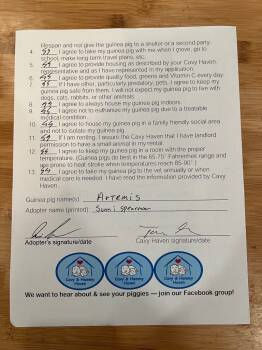 lifespan and not give the guinea pig to a shelter or a second party.
4. I agree to take my guinea pig with me when I move, go to
school, make long-term travel plans, etc.
5. I agree to provide housing as described by your Cavy Haven
representative and as I have represented in my application.
6. I agree to provide quality food, greens and Vitamin C every day.
7. If I have other, particularly predatory, pets, I agree to keep my
guinea pig safe from them. I will not expect my guinea pig to live with
dogs, cats, rabbits, or other animals.
8. I agree to always house my guinea pig indoors.
9. I agree to not euthanize my guinea pig due to a treatable
medical condition.
10. I agree to house my guinea pig in a family friendly social area
and not to isolate my guinea pig.
11. If I am renting, I assure the Cavy Haven that I have landlord
permission to have a small animal in my rental.
12. I agree to keep my guinea pig in a room with the proper
temperature. (Guinea pigs do best in the 65-75° Fahrenheit range and
are prone to heat stroke when temperatures reach 85-90°.)
13. I agree to take my guinea pig to the vet annually or when
medical care is needed. I have read the information provided by Cavy
Haven.
Guinea pig name(s) Artemis
Adopter name (printed)
Adopter's signature/date Cavy Haven signature/date
Cavy & Hammy
Haven
Cavy & Hammy
Haven
Cavy & Hammy
Haven
We want to hear about & see your piggies — join our Facebook group!